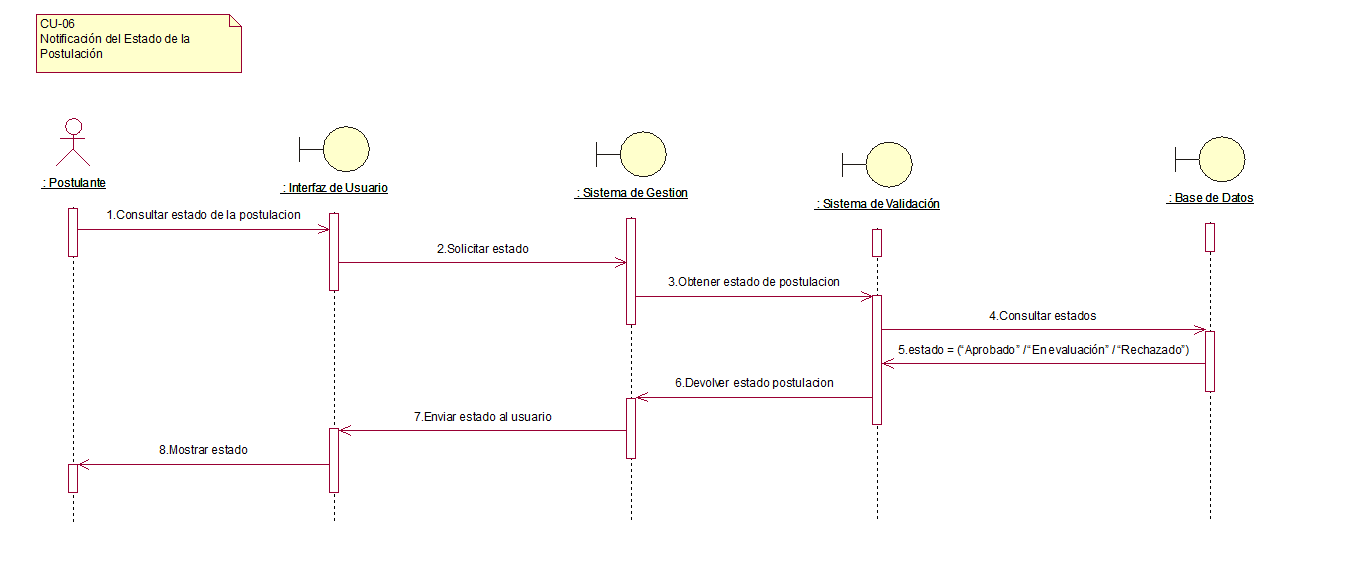 CU-06
Notificación del Estado de la
Postulación
: Postulante
: Interfaz de Usuario
: Sistema de Gestion
: Sistema de Validación
: Base de Datos
1.Consultar estado de la postulacion
2.Solicitar estado
3.Obtener estado de postulacion
4.Consultar estados
5.estado = (“Aprobado” / “En evaluación” / “Rechazado”)
6.Devolver estado postulacion
7.Enviar estado al usuario
8.Mostrar estado